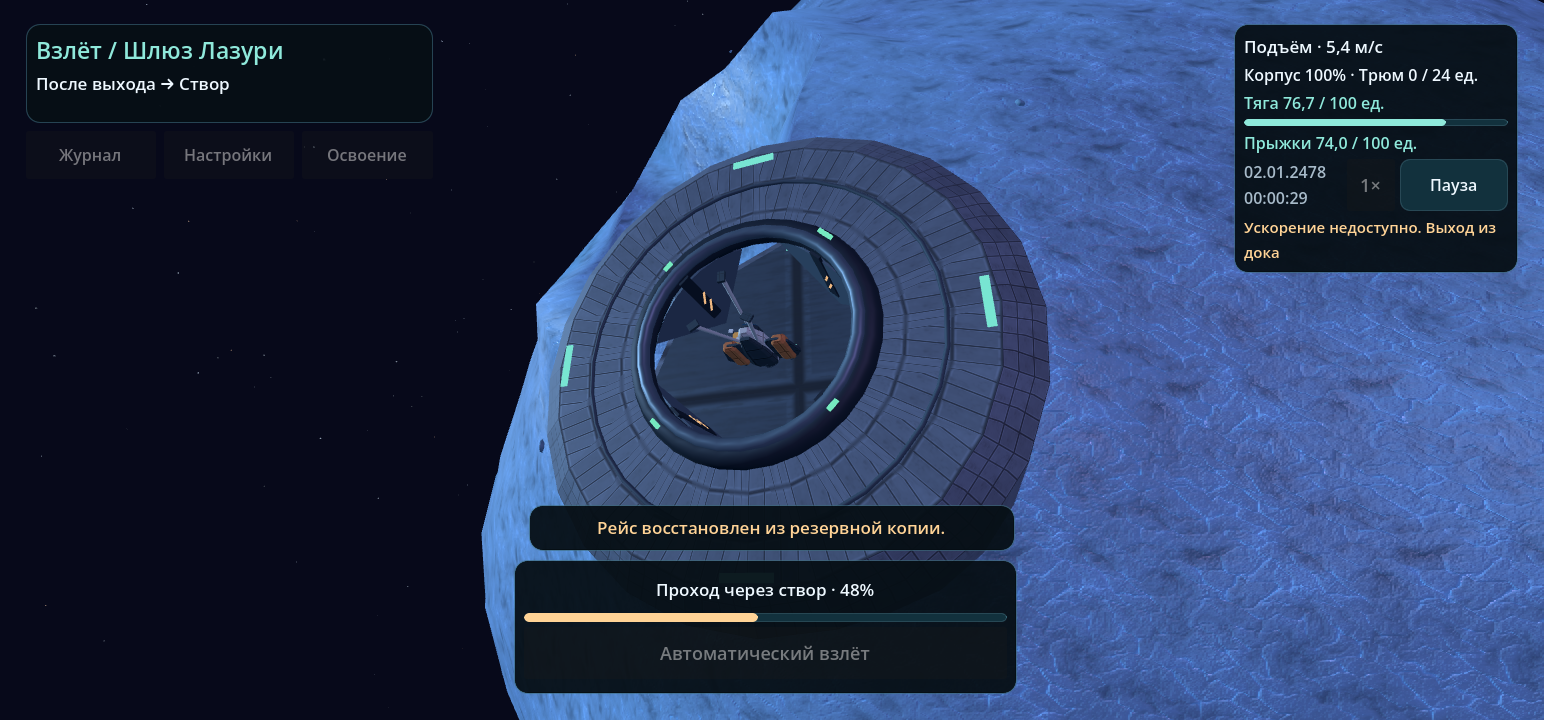 Взлёт / Шлюз Лазури
После выхода → Створ
Журнал
Настройки
Освоение
Подъём · 5,4 м/с
Корпус 100% · Трюм 0 / 24 ед.
Тяга 76,7 / 100 ед.
Прыжки 74,0 / 100 ед.
02.01.2478
00:00:29
1×
Пауза
Ускорение недоступно. Выход из
дока
Рейс восстановлен из резервной копии.
Проход через створ · 48%
Автоматический взлёт